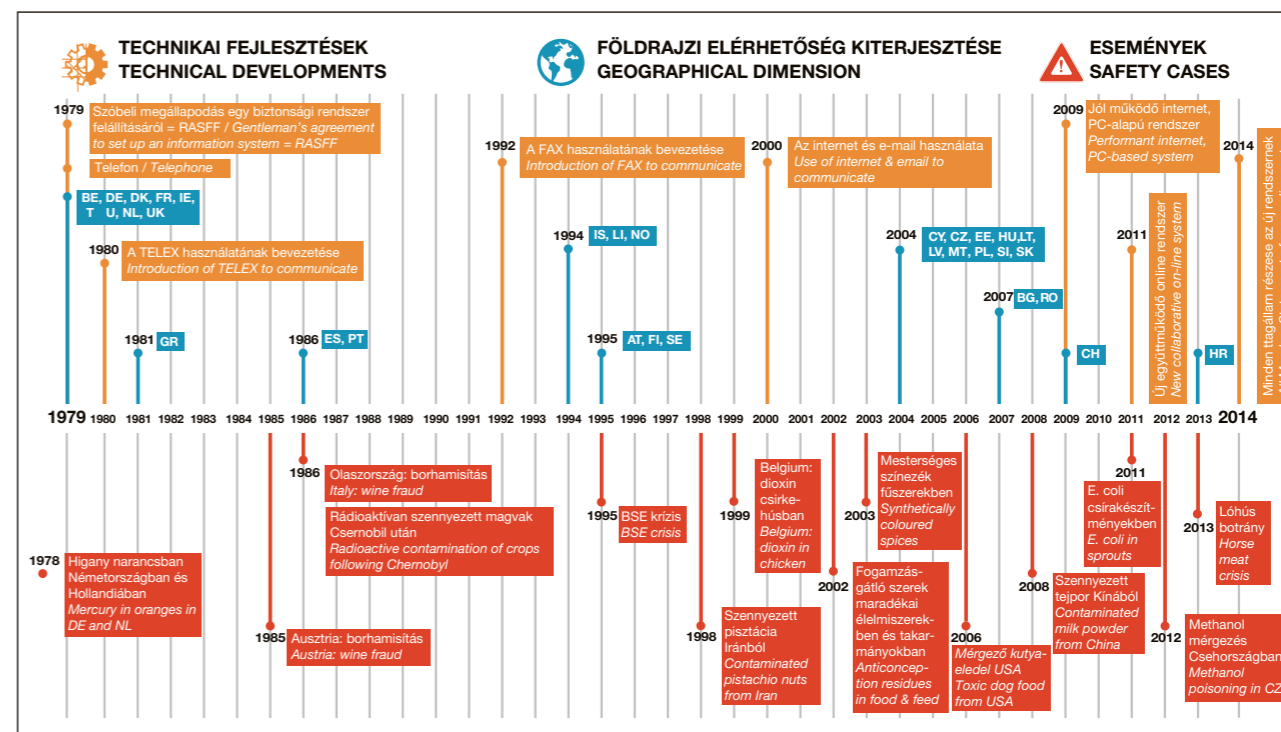 TECHNIKAI FEJLESZTÉSEK
TECHNICAL DEVELOPMENTS
FÖLDRAJZI ELÉRHETŐSÉG KITERJESZTÉSE
GEOGRAPHICAL DIMENSION
ESEMÉNYEK
SAFETY CASES
1979
Szóbeli megállapodás egy biztonsági rendszer
felállításáról = RASFF / Gentleman's agreement
to set up an information system = RASFF
Telefon / Telephone
BE, DE, DK, FR, IE,
T U, NL, UK
1980
A TELEX használatának bevezetése
Introduction of TELEX to communicate
1981
GR
1986
ES, PT
1992
A FAX használatának bevezetése
Introduction of FAX to communicate
1994
IS, LI, NO
1995
AT, FI, SE
2000
Az internet és e-mail használata
Use of internet & email to
communicate
2004
CY, CZ, EE, HU,LT,
LV, MT, PL, SI, SK
2007
BG, RO
2009
Jól működő internet,
PC-alapú rendszer
Performant internet,
PC-based system
CH
2011
Új együttműködő online rendszer
New collaborative on-line system
HR
2014
Minden ttagállam részese az új rendszernek
1979 1980 1981 1982 1983 1984 1985 1986 1987 1988 1989 1990 1991 1992 1993 1994 1995 1996 1997 1998 1999 2000 2001 2002 2003 2004 2005 2006 2007 2008 2009 2010 2011 2012 2013 2014
1978
Higany narancsban
Németországban és
Hollandiában
Mercury in oranges in
DE and NL
1985
Ausztria: borhamisítás
Austria: wine fraud
1986
Olaszország: borhamisítás
Italy: wine fraud
Rádioaktívan szennyezett magvak
Csernobil után
Radioactive contamination of crops
following Chernobyl
1995
BSE krízis
BSE crisis
1998
Szennyezett
pisztácia
Iránból
Contaminated
pistachio nuts
from Iran
1999
Belgium:
dioxin
csirke-
húsban
Belgium:
dioxin in
chicken
2002
Fogamzás-
gátló szerek
maradékai
élelmiszerek-
ben és takar-
mányokban
Anticoncep-
tion residues
in food & feed
2003
Mesterséges
színezék
fűszerekben
Synthetically
coloured
spices
2006
Mérgező kutya-
eledel USA
Toxic dog food
from USA
2008
Szennyezett
tejpor Kínából
Contaminated
milk powder
from China
2011
E. coli
csirakészít-
ményekben
E. coli in
sprouts
2012
Methanol
mérgezés
Csehországban
Methanol
poisoning in CZ
2013
Lóhús
botrány
Horse
meat
crisis